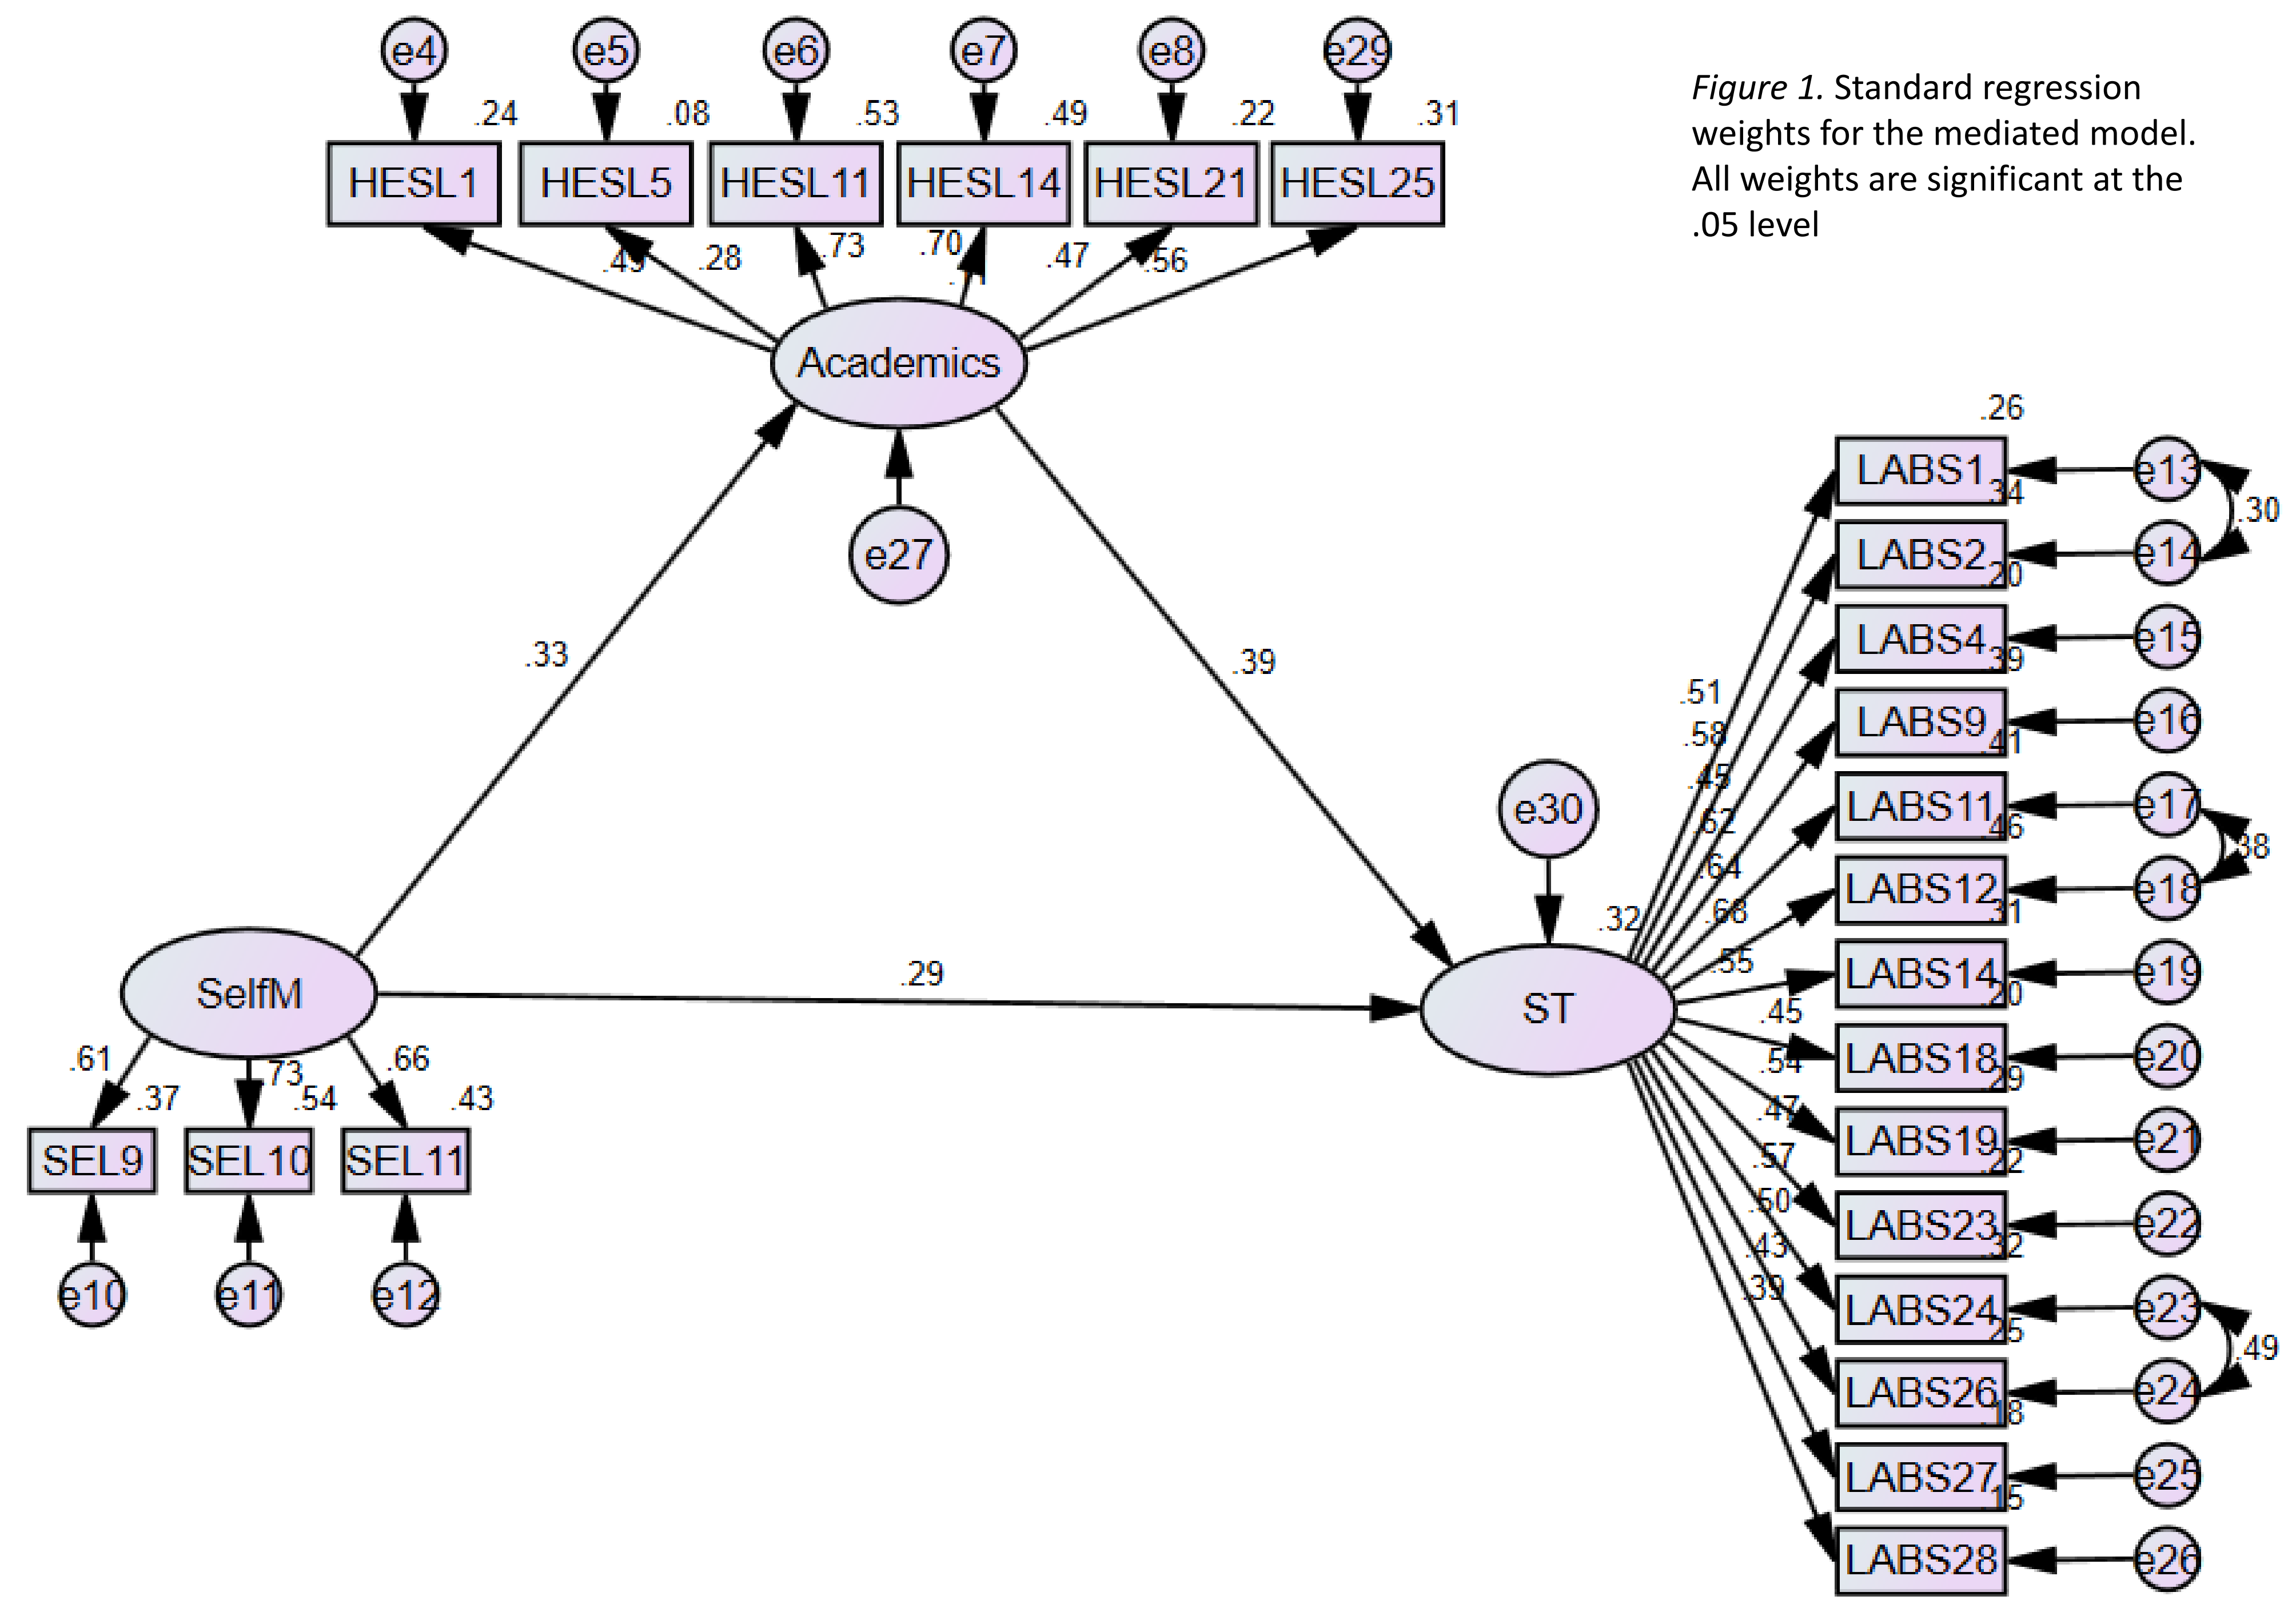 e4 e5 e6 e7 e8 e29
.24 .08 .53 .49 .22 .31
HESL1 HESL5 HESL11 HESL14 HESL21 HESL25
.49 .28 .73 .70 .47 .56
Academics
e27
Figure 1. Standard regression
weights for the mediated model.
All weights are significant at the
.05 level
.33
.39
.29
SelfM
.61 .73 .66
.37 .54 .43
SEL9 SEL10 SEL11
e10 e11 e12
e30
.32
ST
.51
.58
.45
.62
.64
.68
.55
.45
.54
.47
.57
.50
.43
.39
.26
LABS1 e13
.34
.30
LABS2 e14
.20
LABS4 e15
.39
LABS9 e16
.41
LABS11 e17
.46
.38
LABS12 e18
.31
LABS14 e19
.20
LABS18 e20
.29
LABS19 e21
.22
LABS23 e22
.32
LABS24 e23
.25
.49
LABS26 e24
.18
LABS27 e25
.15
LABS28 e26